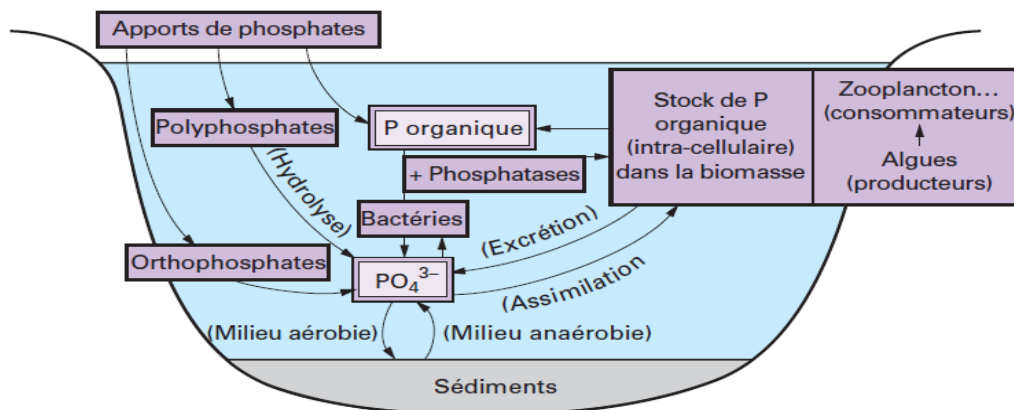 Apports de phosphates
Polyphosphates
P organique
+ Phosphatases
Bactéries
(Hydrolyse)
Orthophosphates
PO₄³⁻
(Excrétion)
(Assimilation
(Milieu aérobie)
(Milieu anaérobie)
Sédiments
Stock de P
organique
(intra-cellulaire)
dans la biomasse
Zooplancton...
(consommateurs)
Algues
(producteurs)